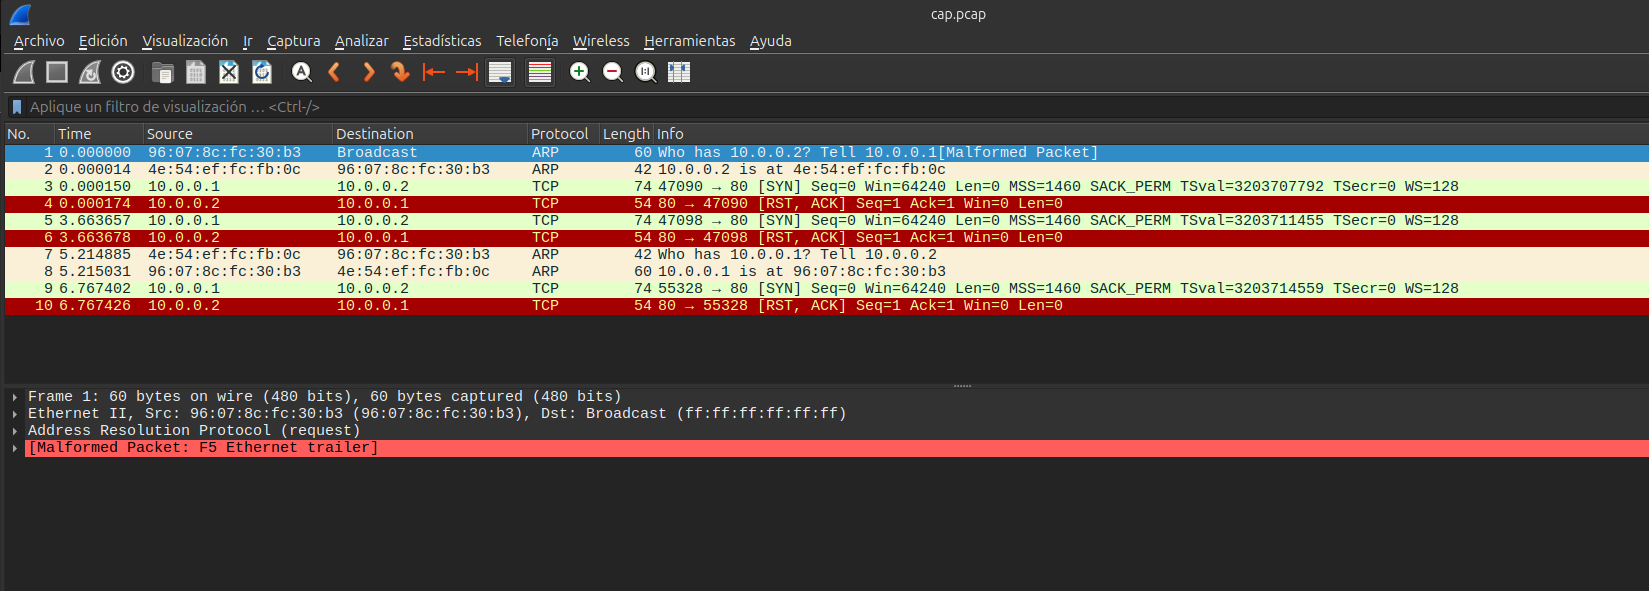 cap.pcap
Archivo Edición Visualización Ir Captura Analizar Estadísticas Telefonía Wireless Herramientas Ayuda
Aplique un filtro de visualización … <Ctrl-/>
No. Time Source Destination Protocol Length Info
1 0.000000 96:07:8c:fc:30:b3 Broadcast ARP 60 Who has 10.0.0.2? Tell 10.0.0.1[Malformed Packet]
2 0.000014 4e:54:ef:fc:fb:0c 96:07:8c:fc:30:b3 ARP 42 10.0.0.2 is at 4e:54:ef:fc:fb:0c
3 0.000150 10.0.0.1 10.0.0.2 TCP 74 47090 → 80 [SYN] Seq=0 Win=64240 Len=0 MSS=1460 SACK_PERM TSval=3203707792 TSecr=0 WS=128
4 0.000174 10.0.0.2 10.0.0.1 TCP 54 80 → 47090 [RST, ACK] Seq=1 Ack=1 Win=0 Len=0
5 3.663657 10.0.0.1 10.0.0.2 TCP 74 47098 → 80 [SYN] Seq=0 Win=64240 Len=0 MSS=1460 SACK_PERM TSval=3203711455 TSecr=0 WS=128
6 3.663678 10.0.0.2 10.0.0.1 TCP 54 80 → 47098 [RST, ACK] Seq=1 Ack=1 Win=0 Len=0
7 5.214885 4e:54:ef:fc:fb:0c 96:07:8c:fc:30:b3 ARP 42 Who has 10.0.0.1? Tell 10.0.0.2
8 5.215031 96:07:8c:fc:30:b3 4e:54:ef:fc:fb:0c ARP 60 10.0.0.1 is at 96:07:8c:fc:30:b3
9 6.767402 10.0.0.1 10.0.0.2 TCP 74 55328 → 80 [SYN] Seq=0 Win=64240 Len=0 MSS=1460 SACK_PERM TSval=3203714559 TSecr=0 WS=128
10 6.767426 10.0.0.2 10.0.0.1 TCP 54 80 → 55328 [RST, ACK] Seq=1 Ack=1 Win=0 Len=0
Frame 1: 60 bytes on wire (480 bits), 60 bytes captured (480 bits)
Ethernet II, Src: 96:07:8c:fc:30:b3 (96:07:8c:fc:30:b3), Dst: Broadcast (ff:ff:ff:ff:ff:ff)
Address Resolution Protocol (request)
[Malformed Packet: F5 Ethernet trailer]